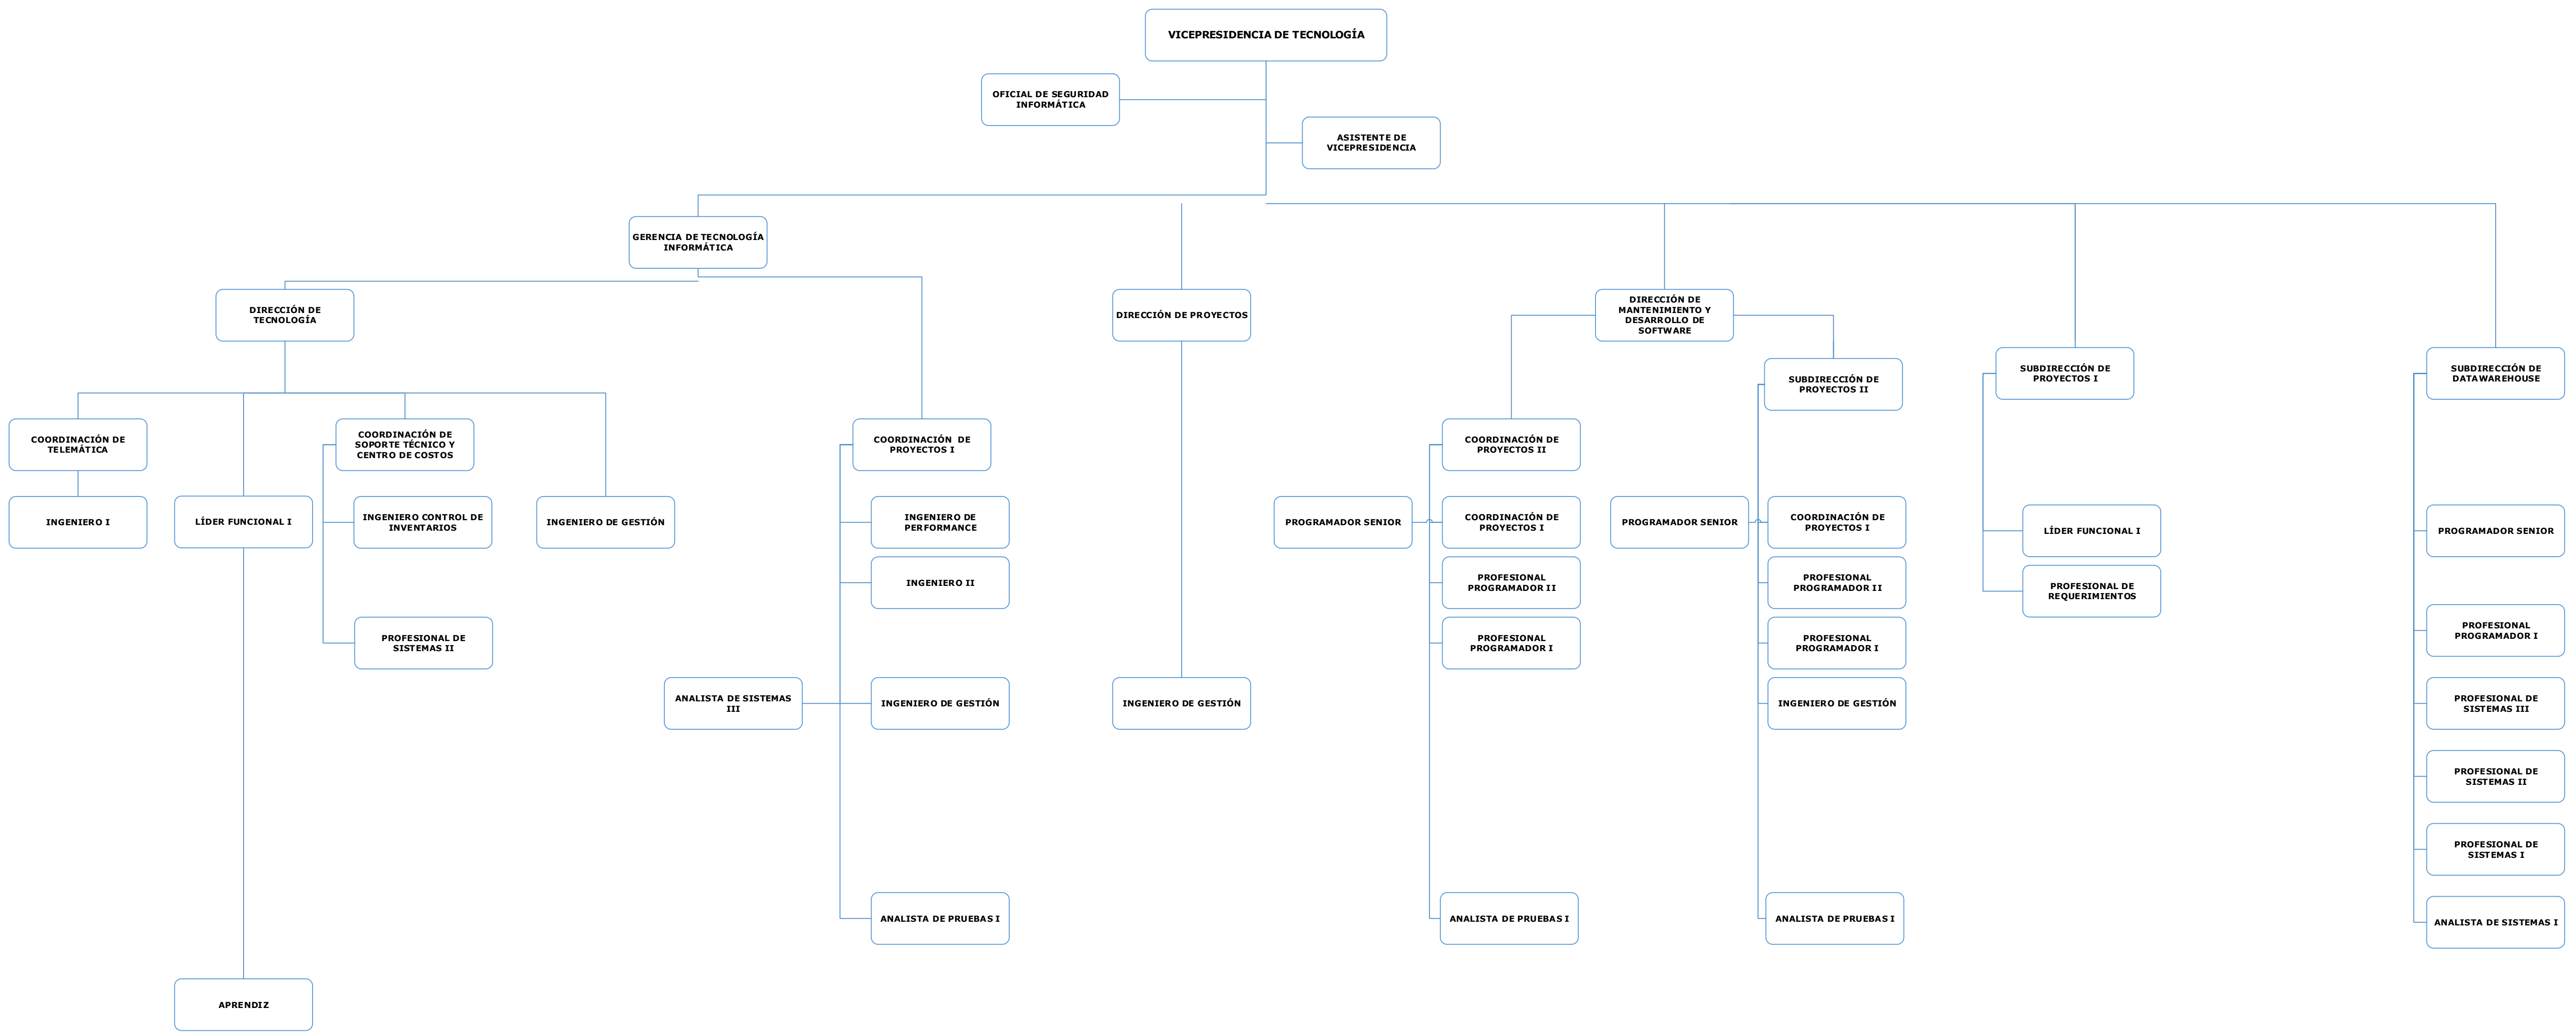 VICEPRESIDENCIA DE TECNOLOGÍA
OFICIAL DE SEGURIDAD
INFORMÁTICA
ASISTENTE DE
VICEPRESIDENCIA
GERENCIA DE TECNOLOGÍA
INFORMÁTICA
DIRECCIÓN DE
TECNOLOGÍA
DIRECCIÓN DE PROYECTOS
DIRECCIÓN DE
MANTENIMIENTO Y
DESARROLLO DE
SOFTWARE
SUBDIRECCIÓN DE
PROYECTOS II
SUBDIRECCIÓN DE
PROYECTOS I
SUBDIRECCIÓN DE
DATAWAREHOUSE
COORDINACIÓN DE
TELEMÁTICA
COORDINACIÓN DE
SOPORTE TÉCNICO Y
CENTRO DE COSTOS
COORDINACIÓN DE
PROYECTOS I
COORDINACIÓN DE
PROYECTOS II
INGENIERO I
LÍDER FUNCIONAL I
INGENIERO CONTROL DE
INVENTARIOS
INGENIERO DE GESTIÓN
INGENIERO DE
PERFORMANCE
PROGRAMADOR SENIOR
COORDINACIÓN DE
PROYECTOS I
PROGRAMADOR SENIOR
COORDINACIÓN DE
PROYECTOS I
LÍDER FUNCIONAL I
PROGRAMADOR SENIOR
INGENIERO II
PROFESIONAL
PROGRAMADOR II
PROFESIONAL
PROGRAMADOR II
PROFESIONAL DE
REQUERIMIENTOS
PROFESIONAL DE
SISTEMAS II
PROFESIONAL
PROGRAMADOR I
PROFESIONAL
PROGRAMADOR I
PROFESIONAL
PROGRAMADOR I
ANALISTA DE SISTEMAS
III
INGENIERO DE GESTIÓN
INGENIERO DE GESTIÓN
INGENIERO DE GESTIÓN
PROFESIONAL DE
SISTEMAS III
PROFESIONAL DE
SISTEMAS II
PROFESIONAL DE
SISTEMAS I
ANALISTA DE PRUEBAS I
ANALISTA DE PRUEBAS I
ANALISTA DE PRUEBAS I
ANALISTA DE SISTEMAS I
APRENDIZ